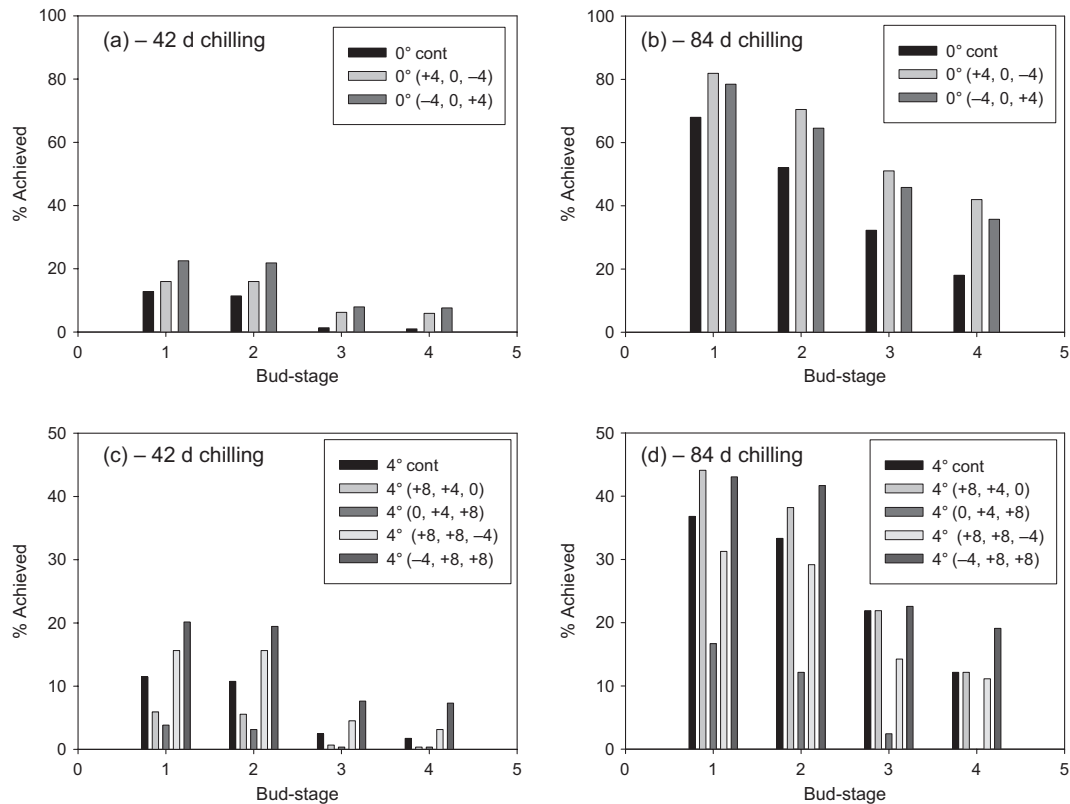 (a) – 42 d chilling
0° cont
0° (+4, 0, –4)
0° (–4, 0, +4)
% Achieved
100
80
60
40
20
0
0 1 2 3 4 5
Bud-stage
(b) – 84 d chilling
0° cont
0° (+4, 0, –4)
0° (–4, 0, +4)
% Achieved
100
80
60
40
20
0
0 1 2 3 4 5
Bud-stage
(c) – 42 d chilling
4° cont
4° (+8, +4, 0)
4° (0, +4, +8)
4° (+8, +8, –4)
4° (–4, +8, +8)
% Achieved
50
40
30
20
10
0
0 1 2 3 4 5
Bud-stage
(d) – 84 d chilling
4° cont
4° (+8, +4, 0)
4° (0, +4, +8)
4° (+8, +8, –4)
4° (–4, +8, +8)
% Achieved
50
40
30
20
10
0
0 1 2 3 4 5
Bud-stage